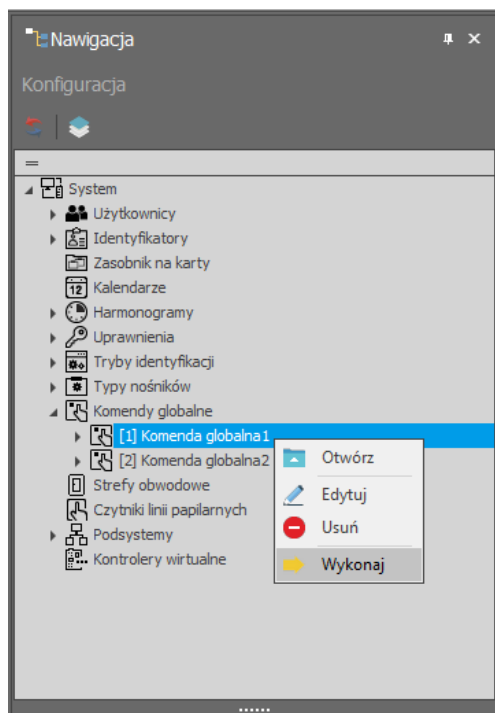 Nawigacja
Konfiguracja
=
System
Użytkownicy
Identyfikatory
Zasobnik na karty
12 Kalendarze
Harmonogramy
Uprawnienia
Tryby identyfikacji
Typy nośników
Komendy globalne
[1] Komenda globalna1
[2] Komenda globalna2
Otwórz
Edytuj
Usuń
Wykonaj
Strefy obwodowe
Czytniki linii papilarnych
Podsystemy
Kontrolery wirtualne